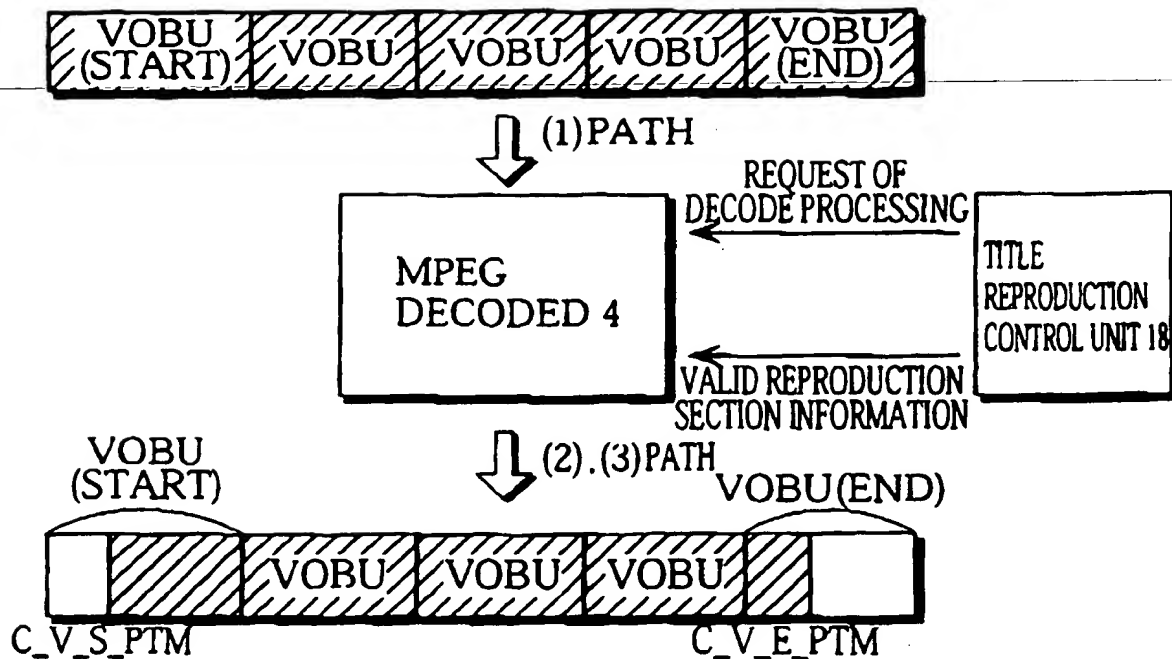 VOBU
(START)
VOBU
VOBU
VOBU
VOBU
(END)
(1)PATH
REQUEST OF
DECODE PROCESSING
MPEG
DECODED 4
TITLE
REPRODUCTION
CONTROL UNIT 18
VALID REPRODUCTION
SECTION INFORMATION
(2).(3)PATH
VOBU
(START)
VOBU(END)
VOBU
VOBU
VOBU
C_V_S_PTM
C_V_E_PTM